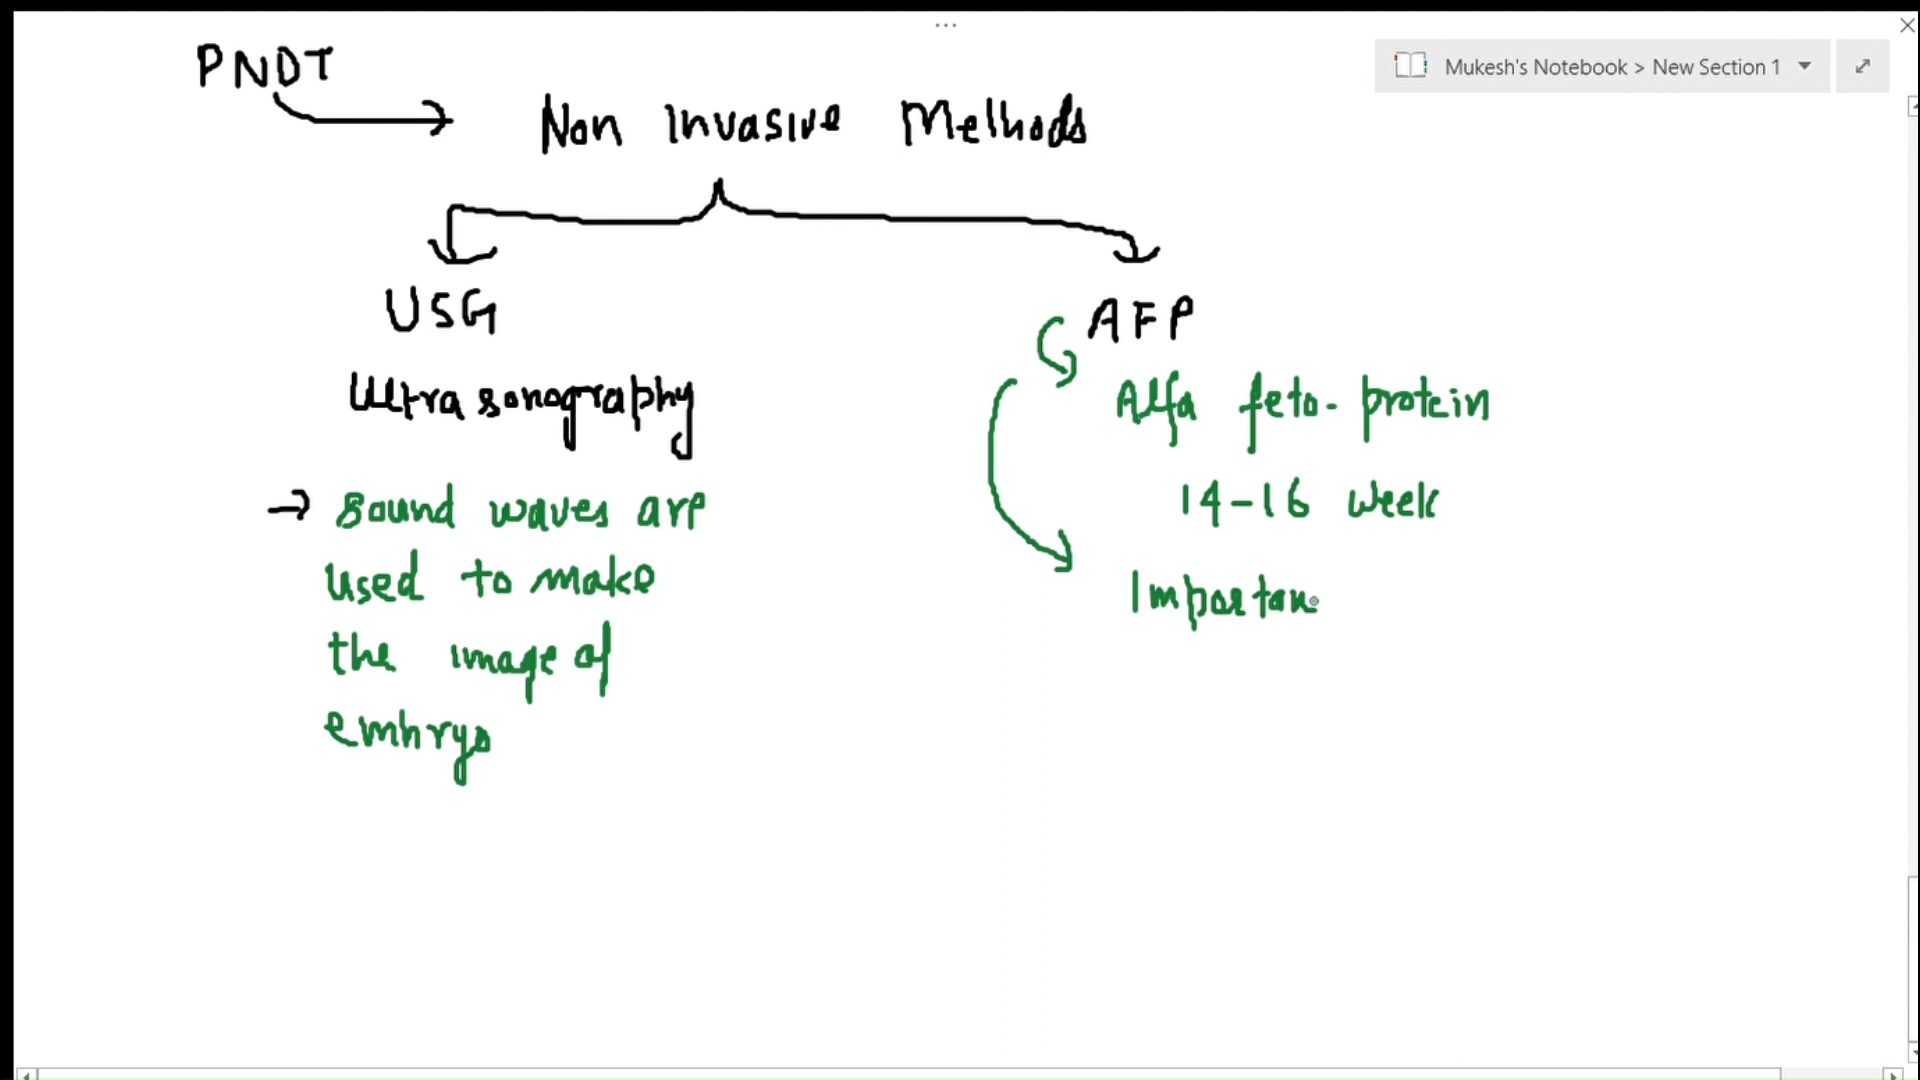 PNDT
Mukesh's Notebook > New Section 1
Non Invasive Methods
USG
AFP
Ultrasonography
Alfa feto-protein
→ Sound waves are
14-16 week
used to make
Importan
the image of
embryo